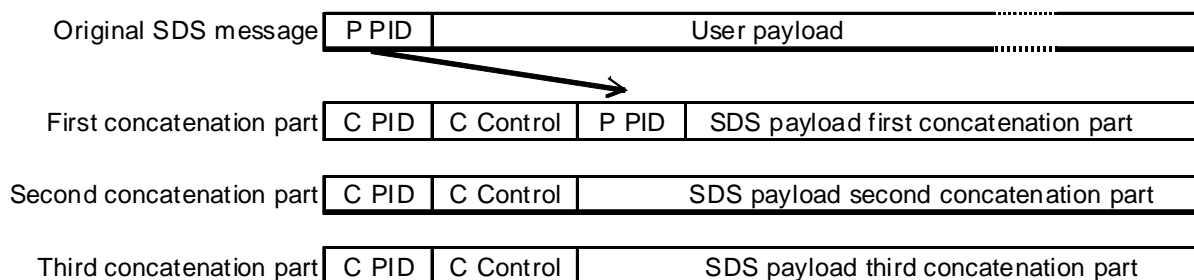 Original SDS message P PID User payload
First concatenation part C PID C Control P PID SDS payload first concatenation part
Second concatenation part C PID C Control SDS payload second concatenation part
Third concatenation part C PID C Control SDS payload third concatenation part